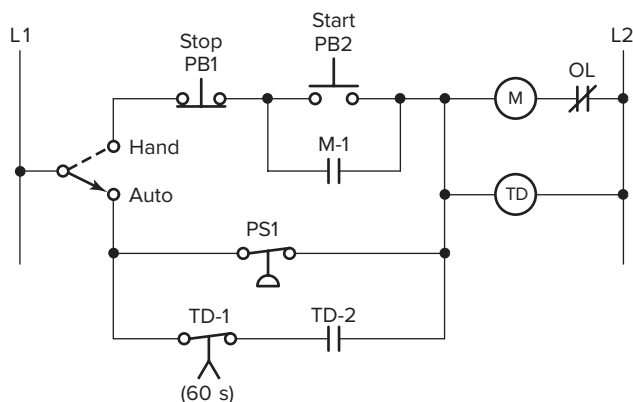 L1
Stop
PB1
Start
PB2
L2
OL
M
M-1
Hand
Auto
TD
PS1
TD-1
TD-2
(60 s)